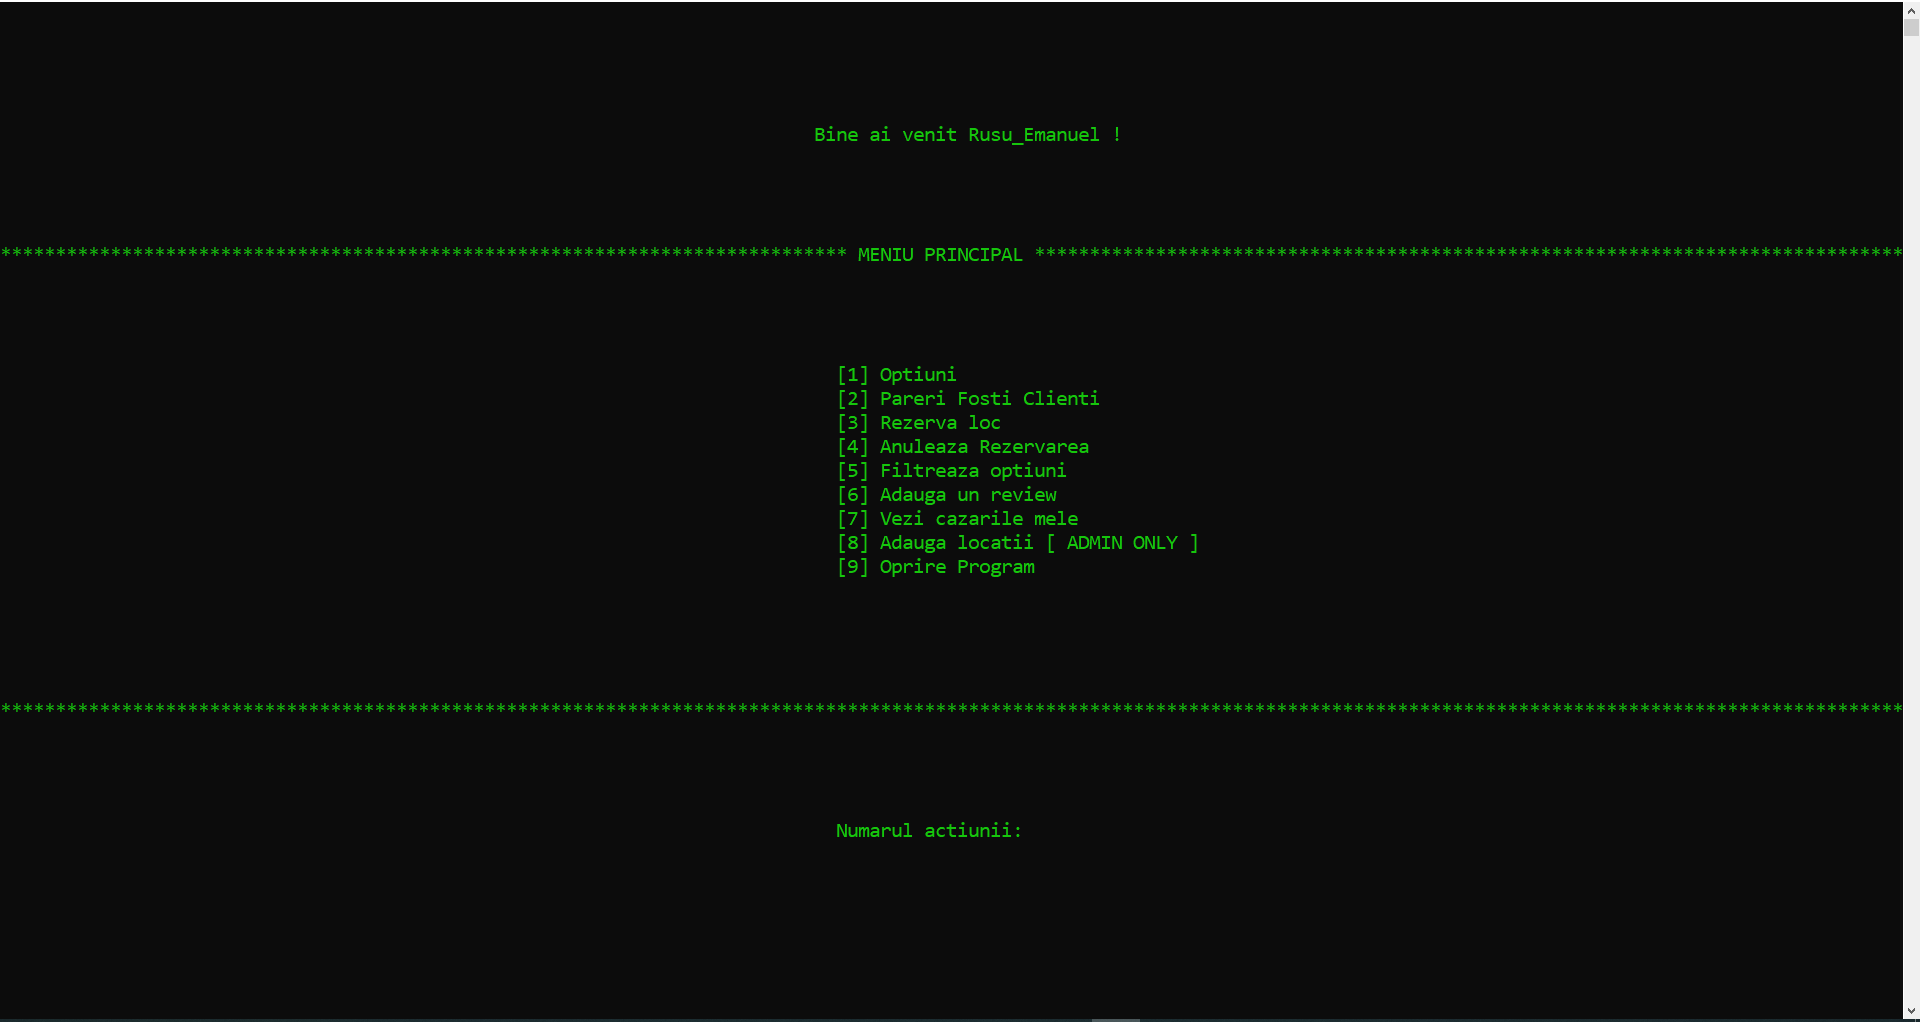 Bine ai venit Rusu_Emanuel !
***************************************************************************** MENIU PRINCIPAL *******************************************************************************
[1] Optiuni
[2] Pareri Fosti Clienti
[3] Rezerva loc
[4] Anuleaza Rezervarea
[5] Filtreaza optiuni
[6] Adauga un review
[7] Vezi cazarile mele
[8] Adauga locatii [ ADMIN ONLY ]
[9] Oprire Program
*****************************************************************************************************************************************************************************
Numarul actiunii: